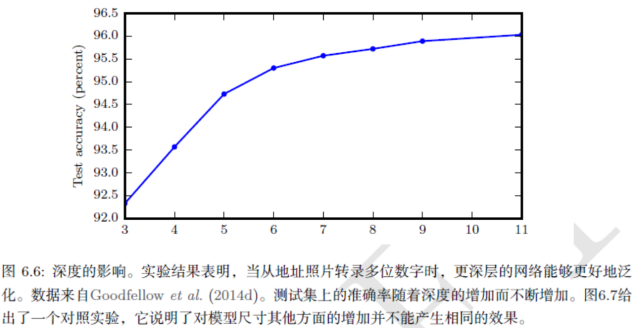 96.5
96.0
95.5
95.0
94.5
94.0
93.5
93.0
92.5
92.0
Test accuracy (percent)
3 4 5 6 7 8 9 10 11
图 6.6: 深度的影响。实验结果表明，当从地址照片转录多位数字时，更深层的网络能够更好地泛
化。数据来自Goodfellow et al. (2014d)。测试集上的准确率随着深度的增加而不断增加。图6.7给
出了一个对照实验，它说明了对模型尺寸其他方面的增加并不能产生相同的效果。